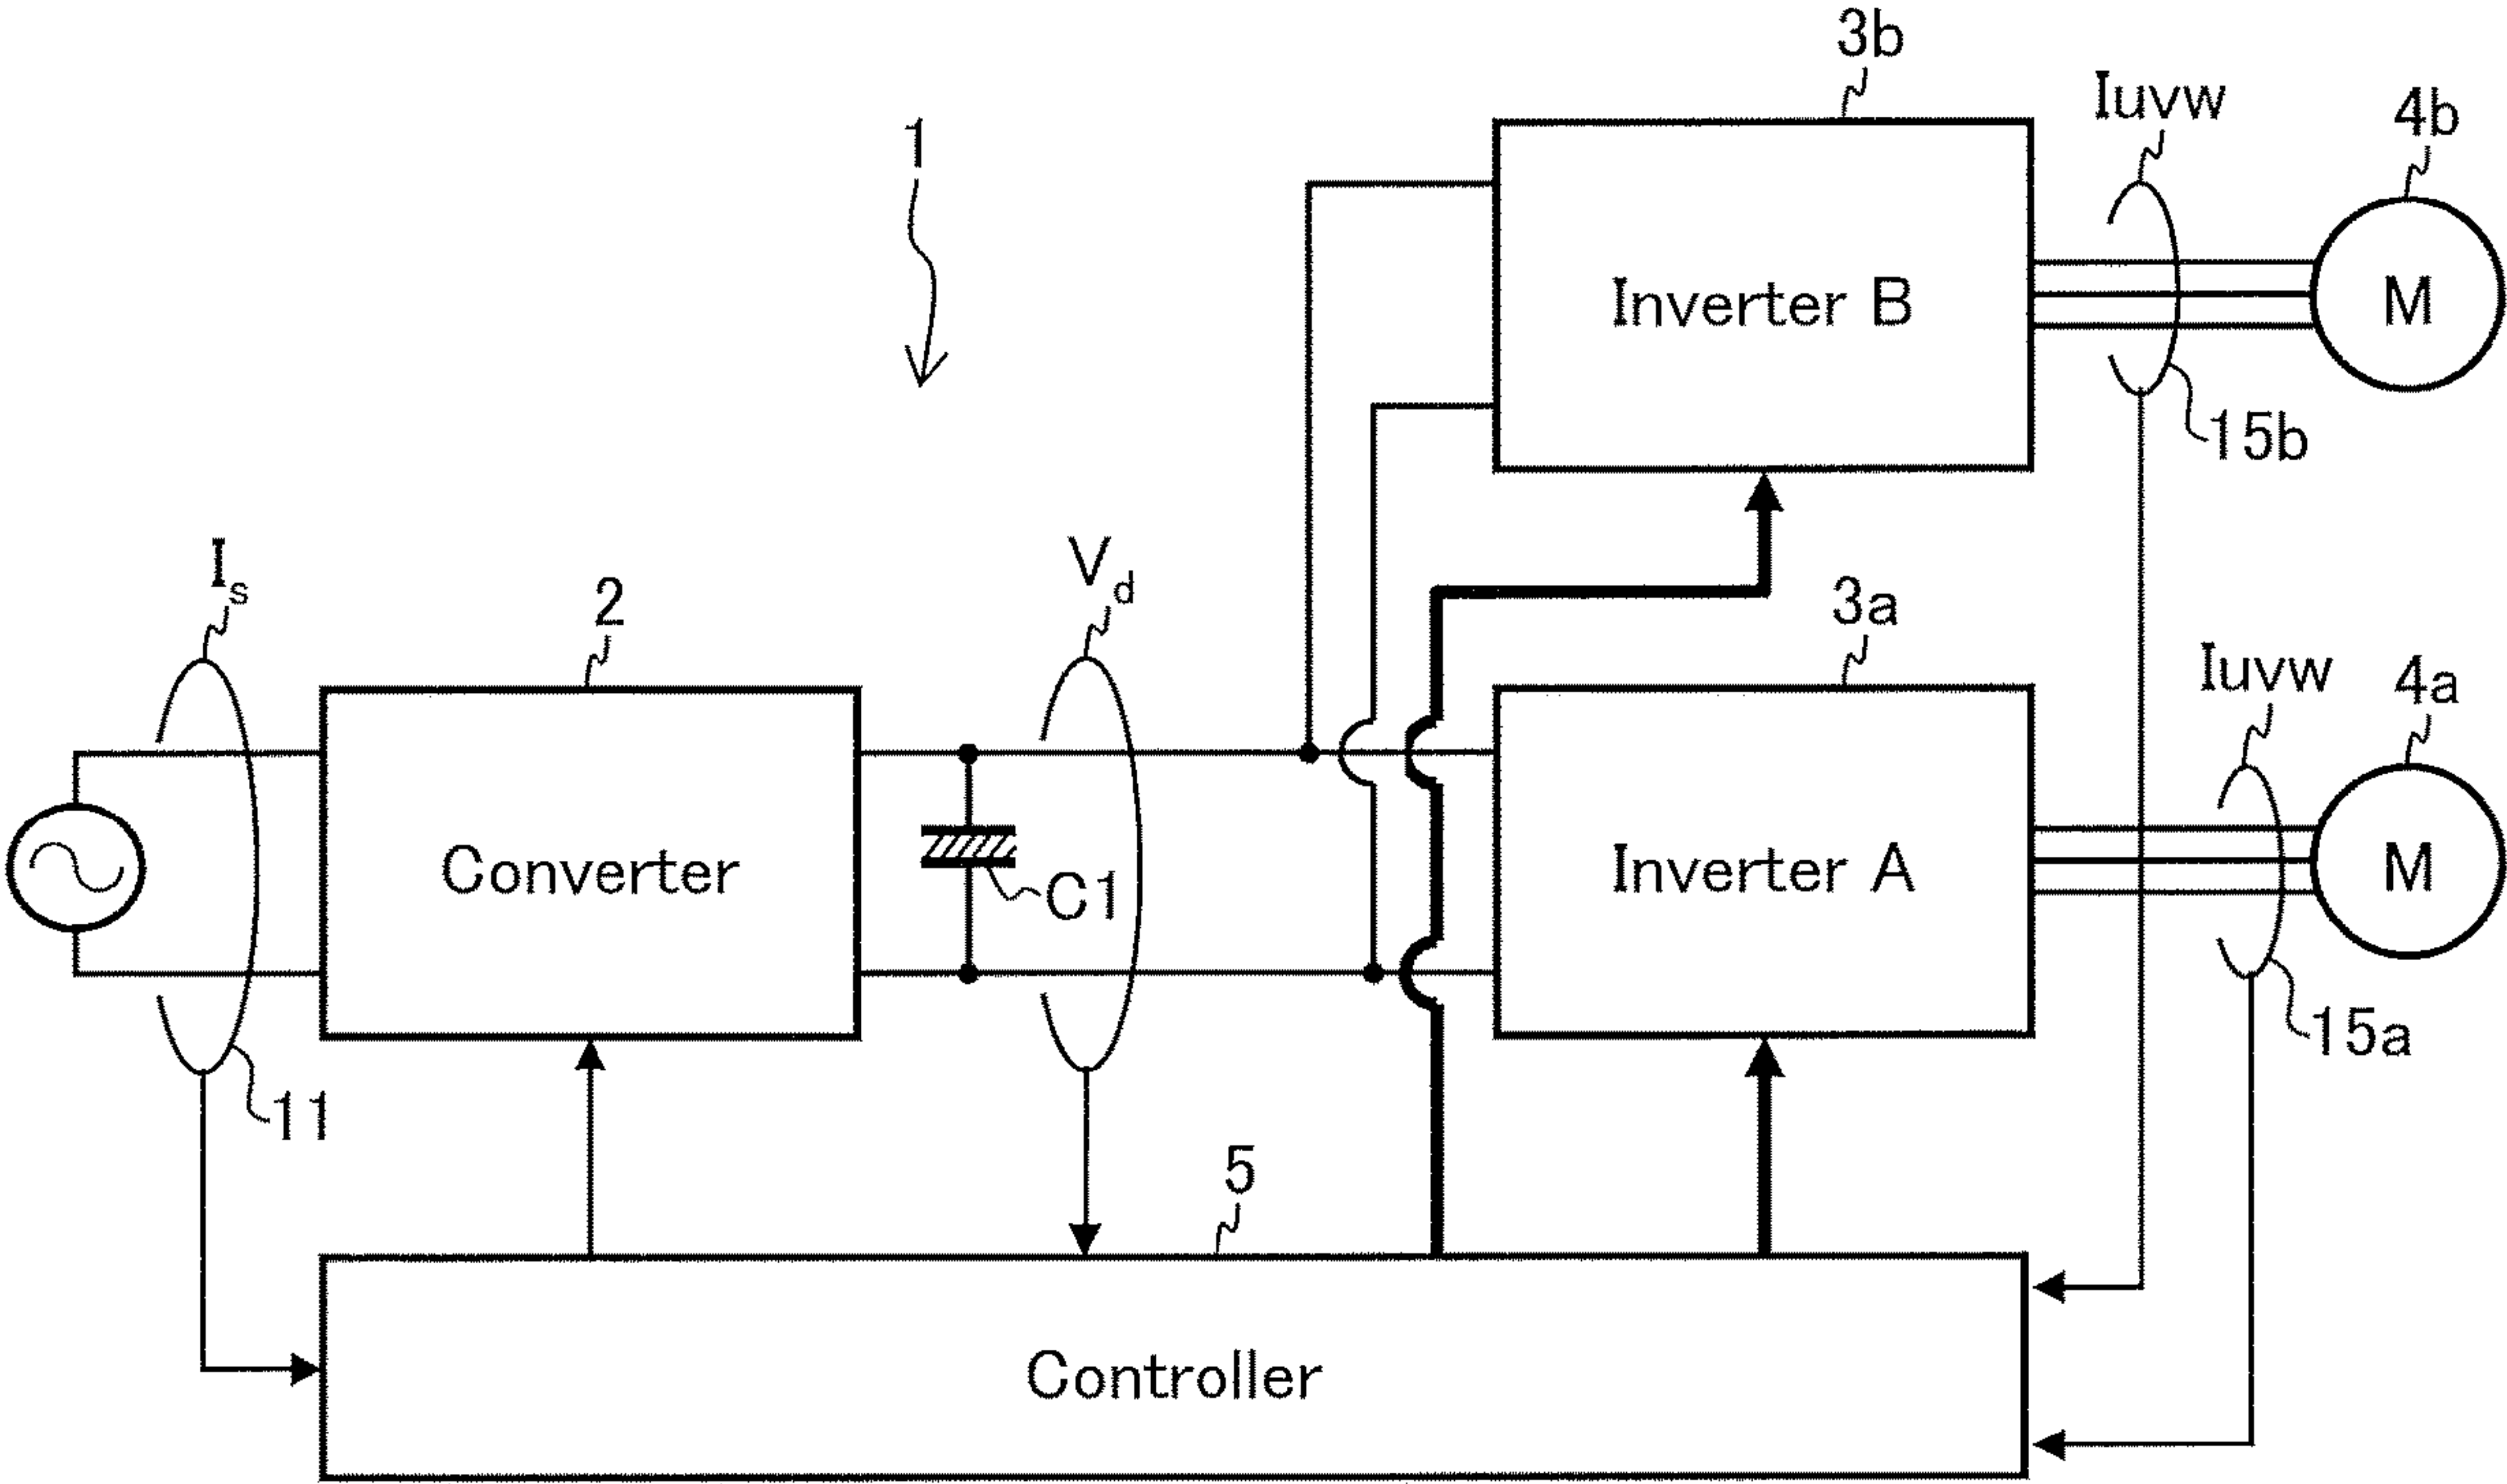 3b
Iuvw
4b
1
Inverter B
M
15b
Is
2
Vd
3a
Iuvw
4a
Converter
C1
Inverter A
M
15a
11
5
Controller